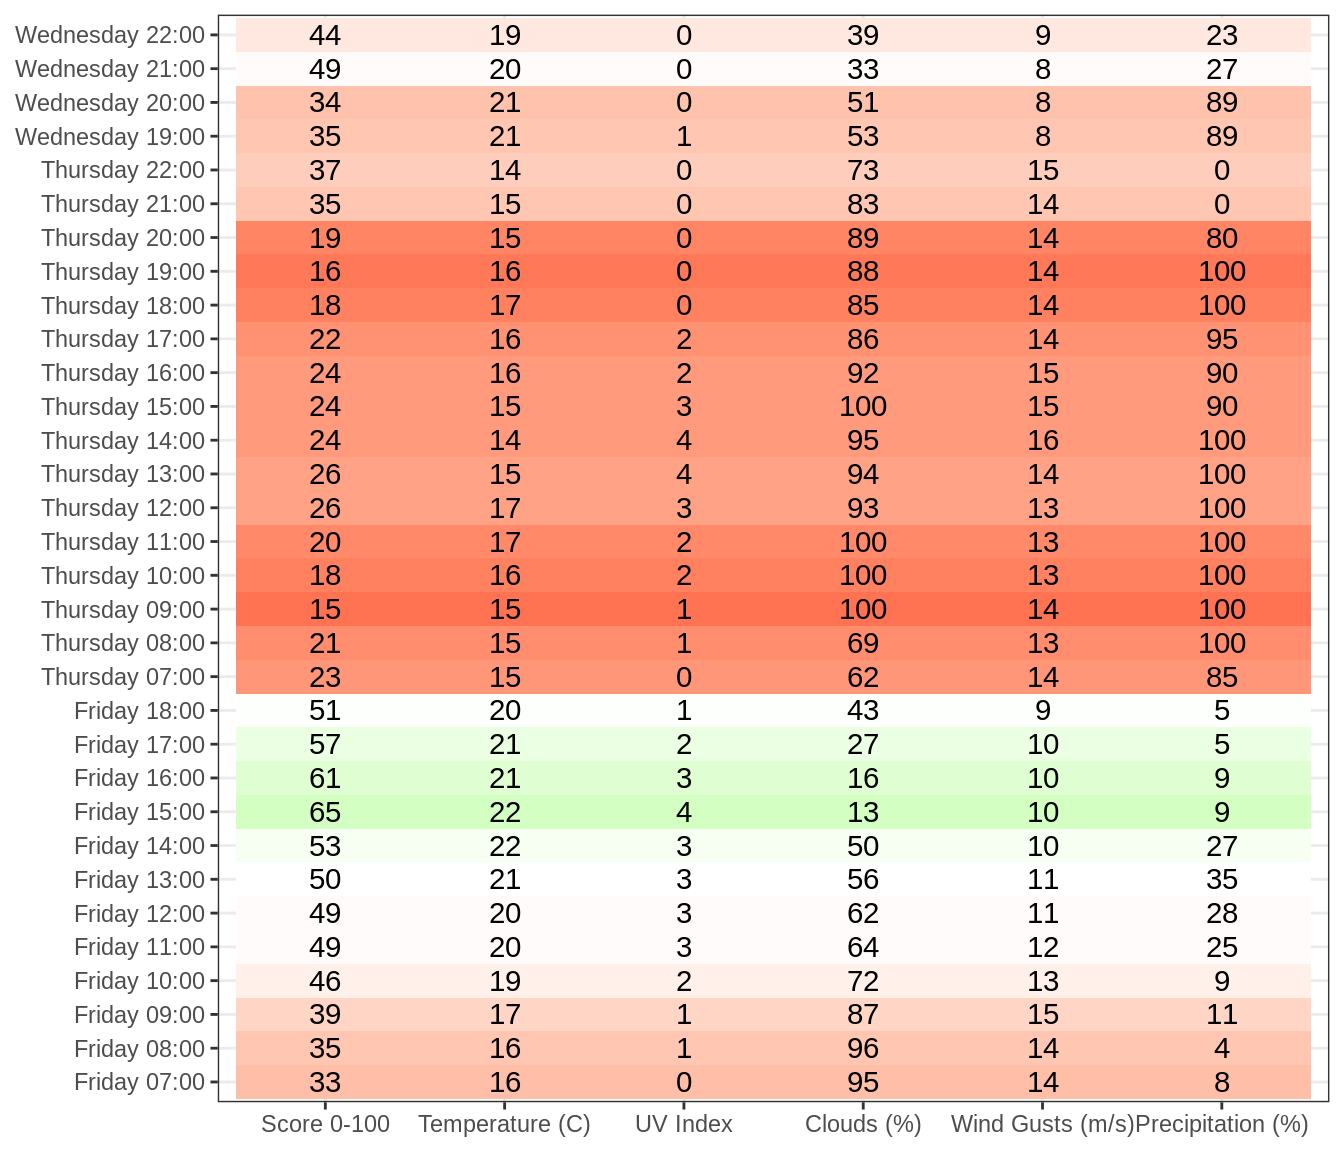 Wednesday 22:00 44 19 0 39 9 23
Wednesday 21:00 49 20 0 33 8 27
Wednesday 20:00 34 21 0 51 8 89
Wednesday 19:00 35 21 1 53 8 89
Thursday 22:00 37 14 0 73 15 0
Thursday 21:00 35 15 0 83 14 0
Thursday 20:00 19 15 0 89 14 80
Thursday 19:00 16 16 0 88 14 100
Thursday 18:00 18 17 0 85 14 100
Thursday 17:00 22 16 2 86 14 95
Thursday 16:00 24 16 2 92 15 90
Thursday 15:00 24 15 3 100 15 90
Thursday 14:00 24 14 4 95 16 100
Thursday 13:00 26 15 4 94 14 100
Thursday 12:00 26 17 3 93 13 100
Thursday 11:00 20 17 2 100 13 100
Thursday 10:00 18 16 2 100 13 100
Thursday 09:00 15 15 1 100 14 100
Thursday 08:00 21 15 1 69 13 100
Thursday 07:00 23 15 0 62 14 85
Friday 18:00 51 20 1 43 9 5
Friday 17:00 57 21 2 27 10 5
Friday 16:00 61 21 3 16 10 9
Friday 15:00 65 22 4 13 10 9
Friday 14:00 53 22 3 50 10 27
Friday 13:00 50 21 3 56 11 35
Friday 12:00 49 20 3 62 11 28
Friday 11:00 49 20 3 64 12 25
Friday 10:00 46 19 2 72 13 9
Friday 09:00 39 17 1 87 15 11
Friday 08:00 35 16 1 96 14 4
Friday 07:00 33 16 0 95 14 8
Score 0-100 Temperature (C) UV Index Clouds (%) Wind Gusts (m/s) Precipitation (%)